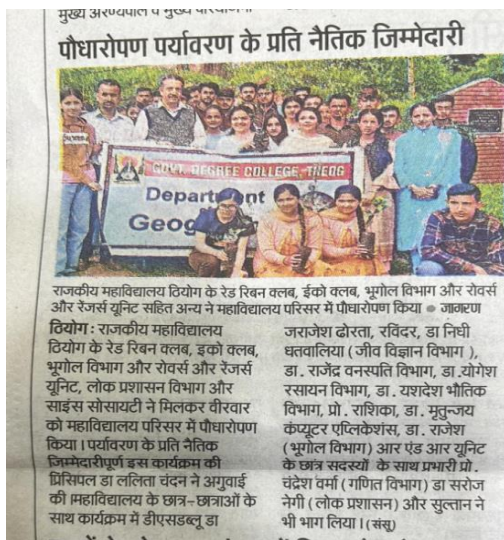 मुख्य अरण्यपाल व मुख्य
पौधारोपण पर्यावरण के प्रति नैतिक जिम्मेदारी
GOVT. DEGREE COLLEGE, THEOG
Department
Geog
राजकीय महाविद्यालय ठियोग के रेड रिबन क्लब, ईको क्लब, भूगोल विभाग और रोवर्स
और रेंजर्स यूनिट सहित अन्य ने महाविद्यालय परिसर में पौधारोपण किया ● जागरण
ठियोग : राजकीय महाविद्यालय
ठियोग के रेड रिबन क्लब, इको क्लब,
भूगोल विभाग और रोवर्स और रेंजर्स
यूनिट, लोक प्रशासन विभाग और
साइंस सोसायटी ने मिलकर वीरवार
को महाविद्यालय परिसर में पौधारोपण
किया। पर्यावरण के प्रति नैतिक
जिम्मेदारीपूर्ण इस कार्यक्रम की
प्रिंसिपल डा ललिता चंदन ने अगुवाई
की।महाविद्यालय के छात्र-छात्राओं के
साथ कार्यक्रम में डीएसडब्लू डा
जराजेश ढोरता, रविंदर, डा निधी
धतवालिया (जीव विज्ञान विभाग ),
डा. राजेंद वनस्पति विभाग, डा.योगेश
रसायन विभाग, डा. यशदेश भौतिक
विभाग, प्रो. राशिका, डा. मृतुन्जय
कंप्यूटर एप्लिकेशंस, डा. राजेश
(भूगोल विभाग) आर एंड आर यूनिट
के छात्र सदस्यों के साथ प्रभारी प्रो.
चंद्रेश वर्मा (गणित विभाग) डा सरोज
नेगी (लोक प्रशासन) और सुल्तान ने
भी भाग लिया। (संसू)